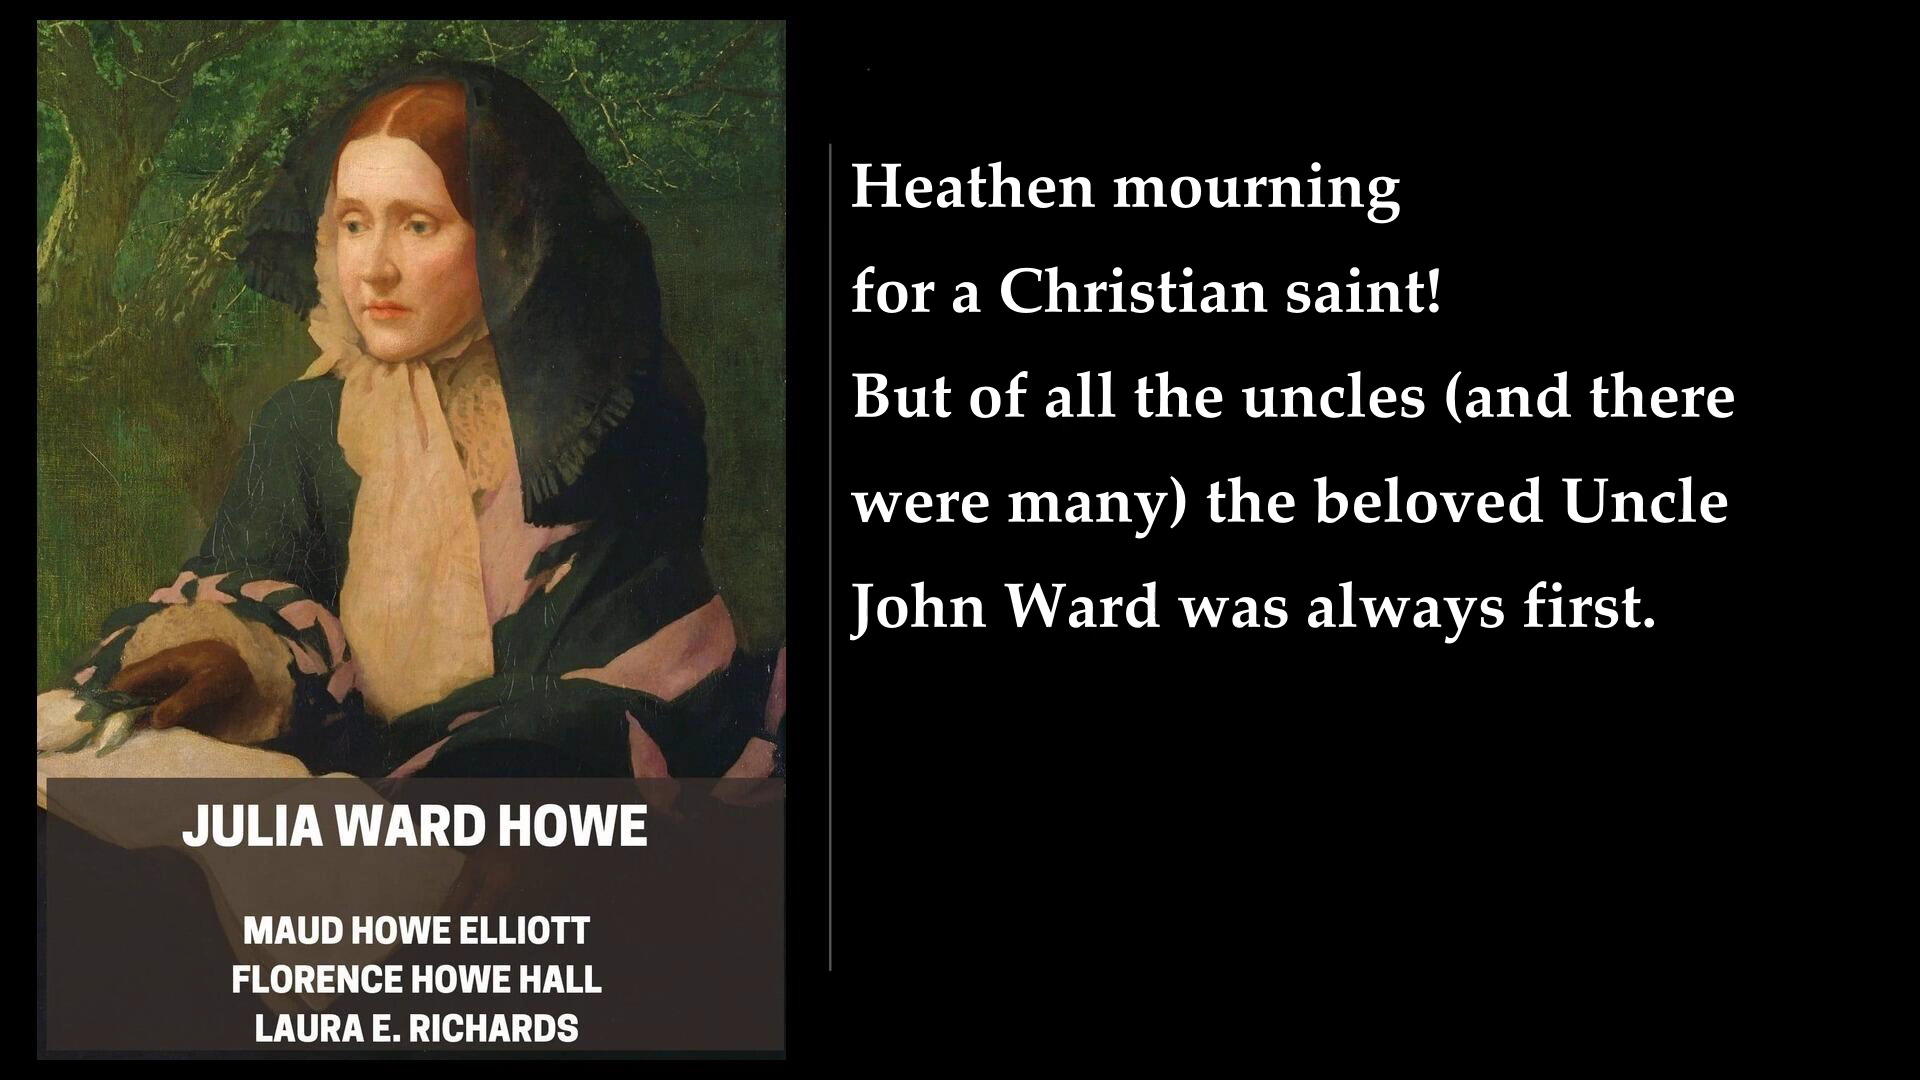 Heathen mourning
for a Christian saint!
But of all the uncles (and there
were many) the beloved Uncle
John Ward was always first.
JULIA WARD HOWE
MAUD HOWE ELLIOTT
FLORENCE HOWE HALL
LAURA E. RICHARDS